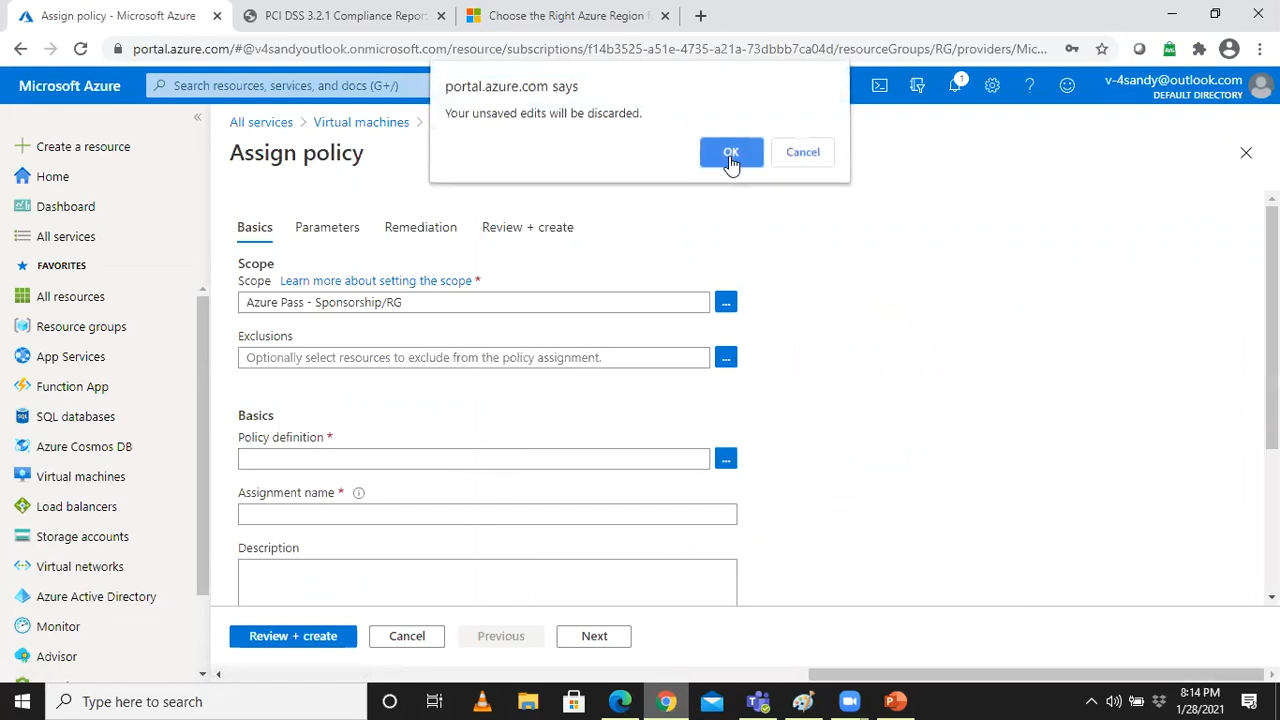 Assign policy - Microsoft Azure
PCI DSS 3.2.1 Compliance Repor
Choose the Right Azure Region f
portal.azure.com/#@v4sandyoutlook.onmicrosoft.com/resource/subscriptions/f14b3525-a51e-4735-a21a-73dbbb7ca04d/resourceGroups/RG/providers/Mic...
Microsoft Azure
Search resources, services, and docs (G+/)
1
v-4sandy@outlook.com
DEFAULT DIRECTORY
portal.azure.com says
Your unsaved edits will be discarded.
OK
Cancel
All services
Virtual machines
Assign policy
Create a resource
Home
Dashboard
All services
FAVORITES
All resources
Resource groups
App Services
Function App
SQL databases
Azure Cosmos DB
Virtual machines
Load balancers
Storage accounts
Virtual networks
Azure Active Directory
Monitor
Advisor
Basics
Parameters
Remediation
Review + create
Scope
Scope Learn more about setting the scope *
Azure Pass - Sponsorship/RG
...
Exclusions
Optionally select resources to exclude from the policy assignment.
...
Basics
Policy definition *
...
Assignment name *
Description
Review + create
Cancel
Previous
Next
Type here to search
8:14 PM
1/28/2021